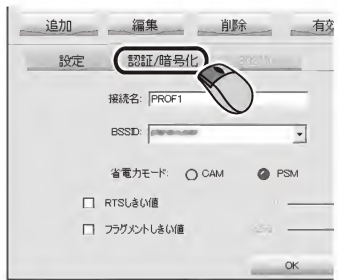 追加 編集 削除 有効
設定 認証/暗号化
接続名: PROF1
BSSID:
省電力モード: CAM PSM
RTSしきい値
フラグメントしきい値
OK